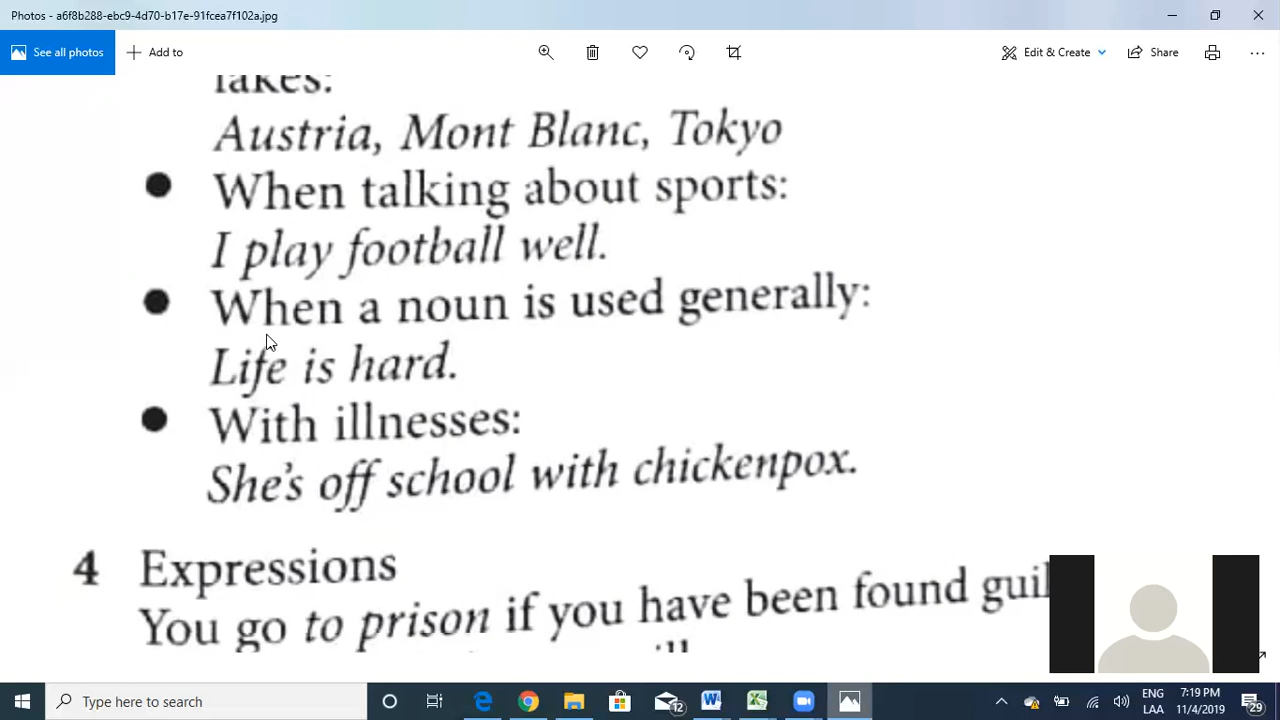 Photos - a6f8b288-ebc9-4d70-b17e-91fcea7f102a.jpg
See all photos
Add to
Edit & Create
Share
lakes:
Austria, Mont Blanc, Tokyo
● When talking about sports:
I play football well.
● When a noun is used generally:
Life is hard.
● With illnesses:
She's off school with chickenpox.
4 Expressions
You go to prison if you have been found
Type here to search
12
ENG
LAA
7:19 PM
11/4/2019
29